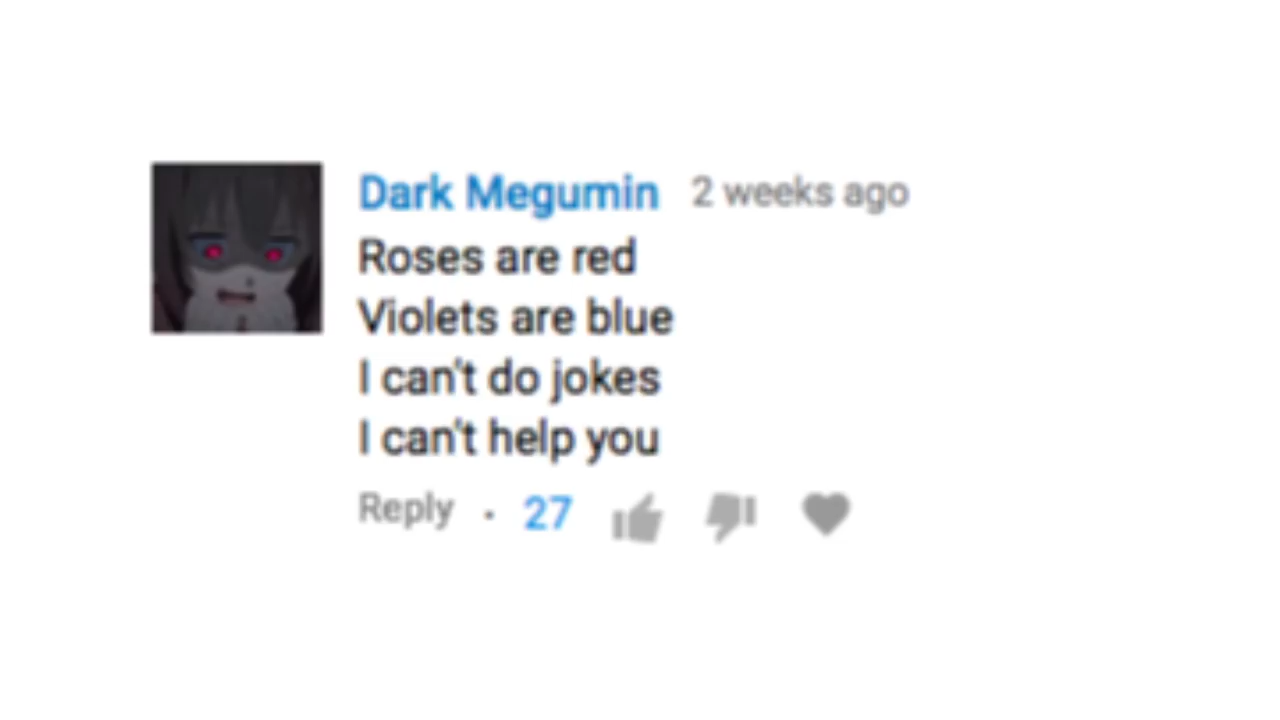 Dark Megumin 2 weeks ago
Roses are red
Violets are blue
I can't do jokes
I can't help you
Reply · 27